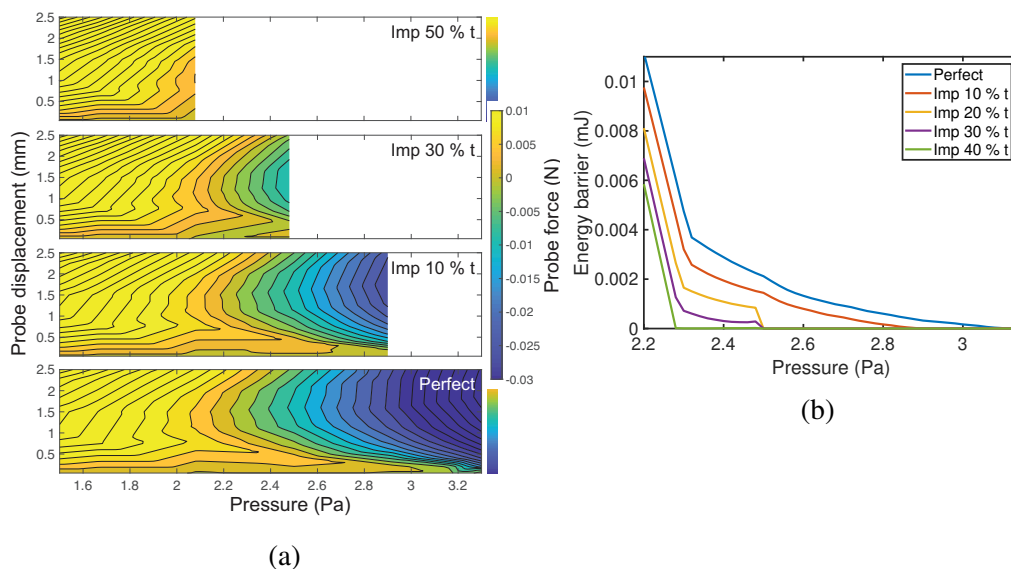 2.5
2
1.5
1
0.5
Imp 50 % t
2.5
2
1.5
1
0.5
Imp 30 % t
2.5
2
1.5
1
0.5
Imp 10 % t
2.5
2
1.5
1
0.5
Perfect
Probe displacement (mm)
1.6 1.8 2 2.2 2.4 2.6 2.8 3 3.2
Pressure (Pa)
0.01
0.005
0
-0.005
-0.01
-0.015
-0.02
-0.025
-0.03
Probe force (N)
(a)
0.01
0.008
0.006
0.004
0.002
0
Energy barrier (mJ)
Perfect
Imp 10 % t
Imp 20 % t
Imp 30 % t
Imp 40 % t
2.2 2.4 2.6 2.8 3
Pressure (Pa)
(b)